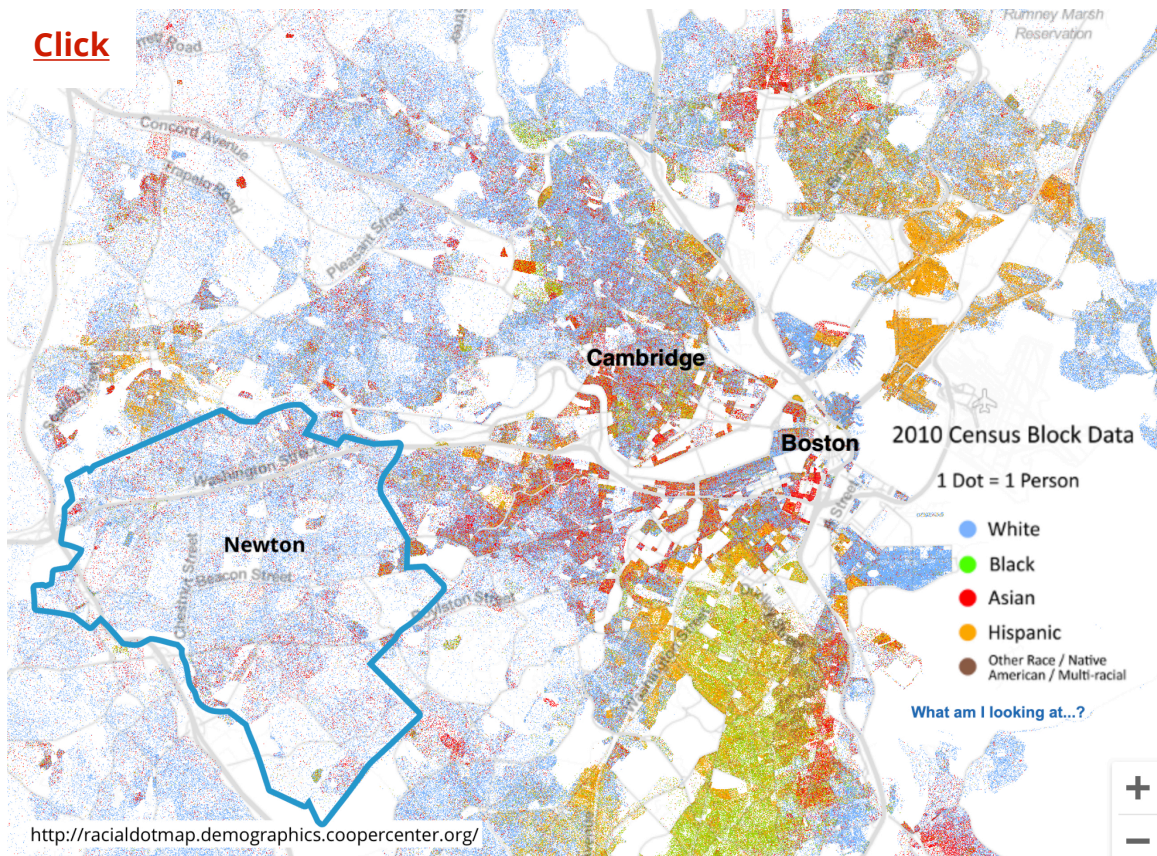 Click
Rumney Marsh
Reservation
Concord Avenue
Trapalo Road
Pleasant Street
Cambridge
Boston
2010 Census Block Data
1 Dot = 1 Person
White
Black
Asian
Hispanic
Other Race / Native
American / Multi-racial
What am I looking at...?
Washington Street
Newton
Beacon Street
Chestnut Street
Boylston Street
http://racialdotmap.demographics.coopercenter.org/
+
−